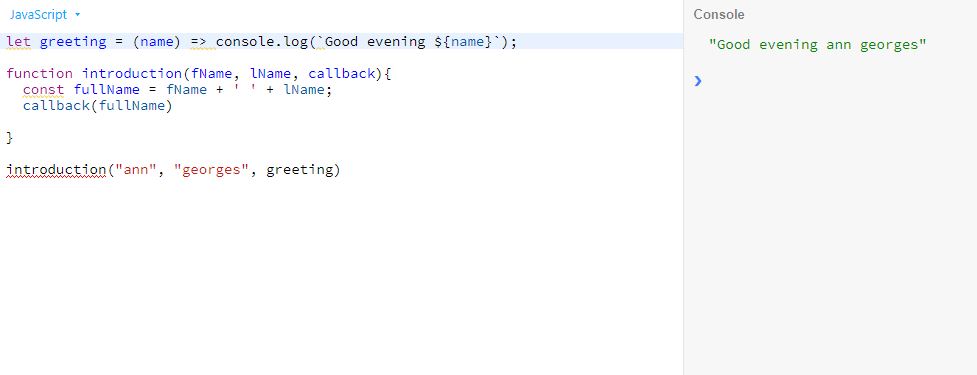 JavaScript
let greeting = (name) => console.log(`Good evening ${name}`);
function introduction(fName, lName, callback){
const fullName = fName + ' ' + lName;
callback(fullName)
}
introduction("ann", "georges", greeting)
Console
"Good evening ann georges"